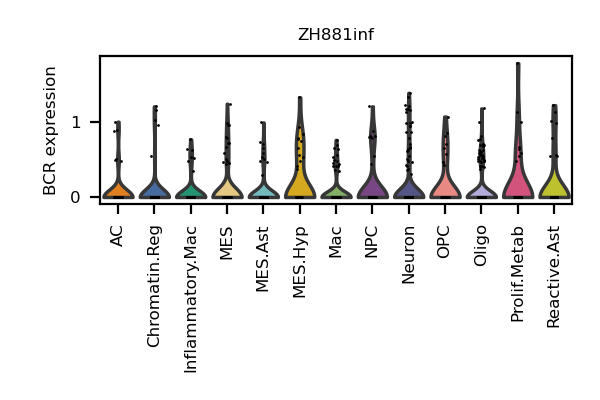 ZH881inf
BCR expression
1
0
AC
Chromatin.Reg
Inflammatory.Mac
MES
MES.Ast
MES.Hyp
Mac
NPC
Neuron
OPC
Oligo
Prolif.Metab
Reactive.Ast